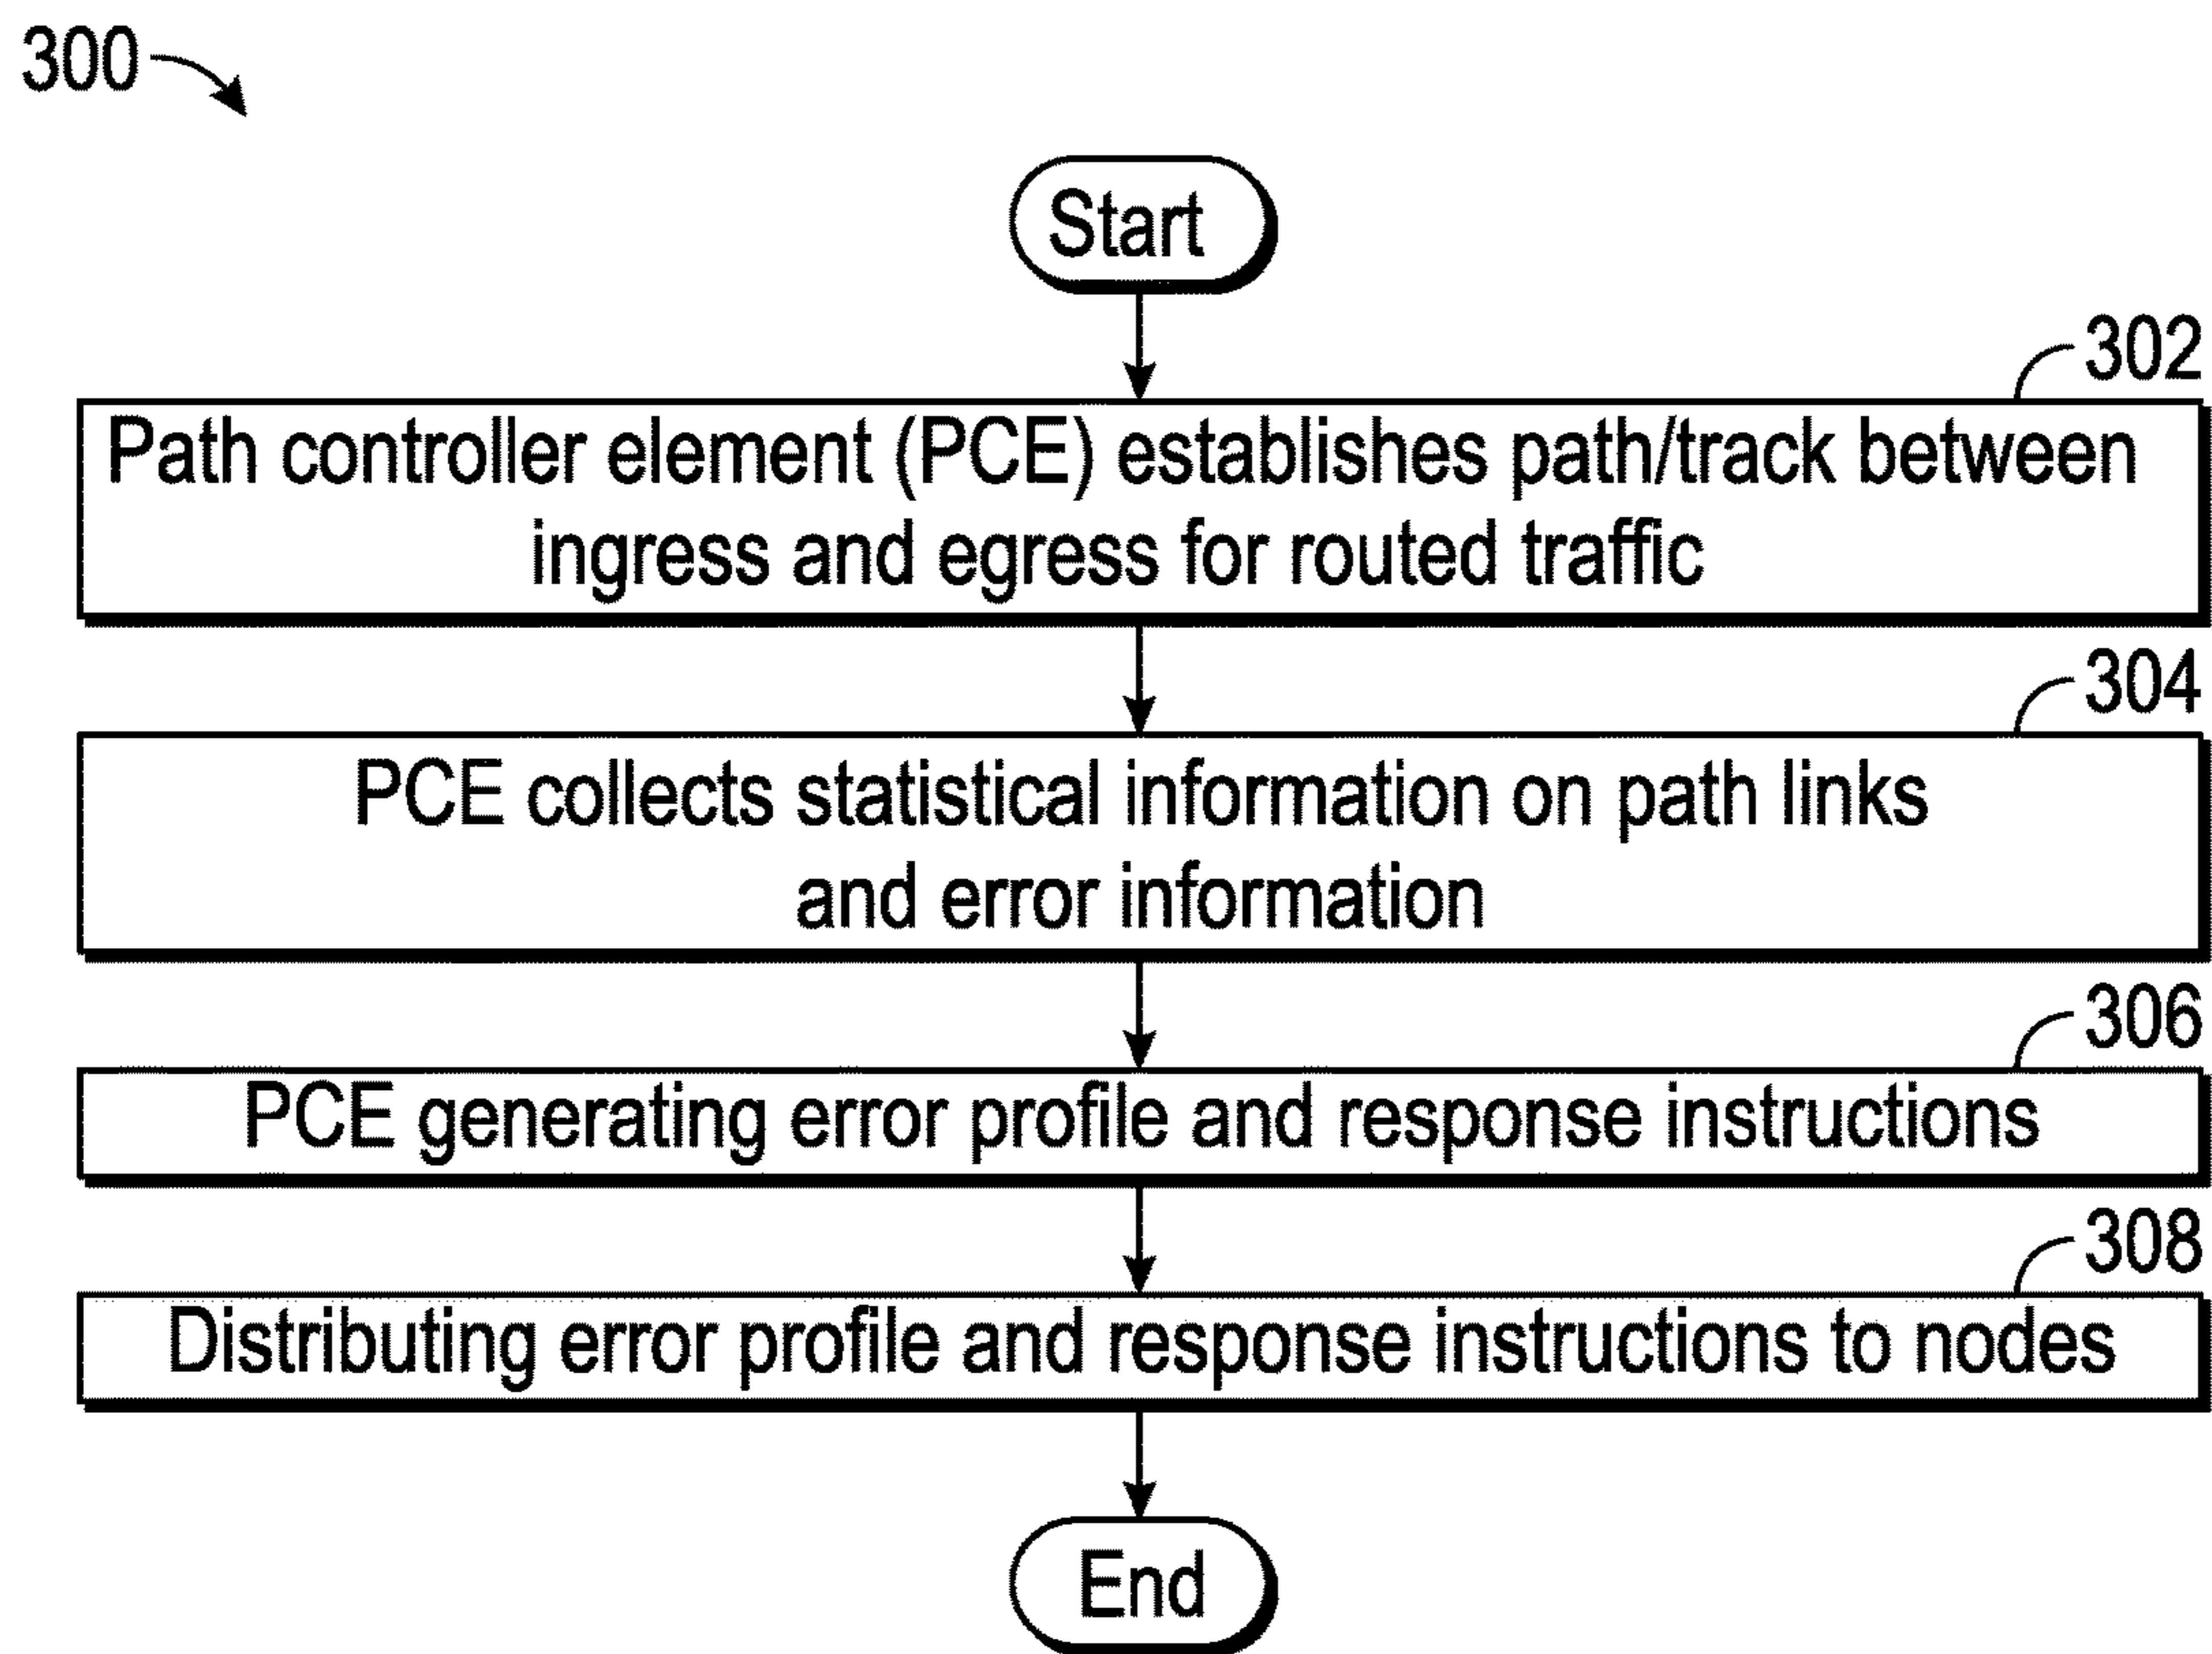 300
Start
302
Path controller element (PCE) establishes path/track between
ingress and egress for routed traffic
304
PCE collects statistical information on path links
and error information
306
PCE generating error profile and response instructions
308
Distributing error profile and response instructions to nodes
End